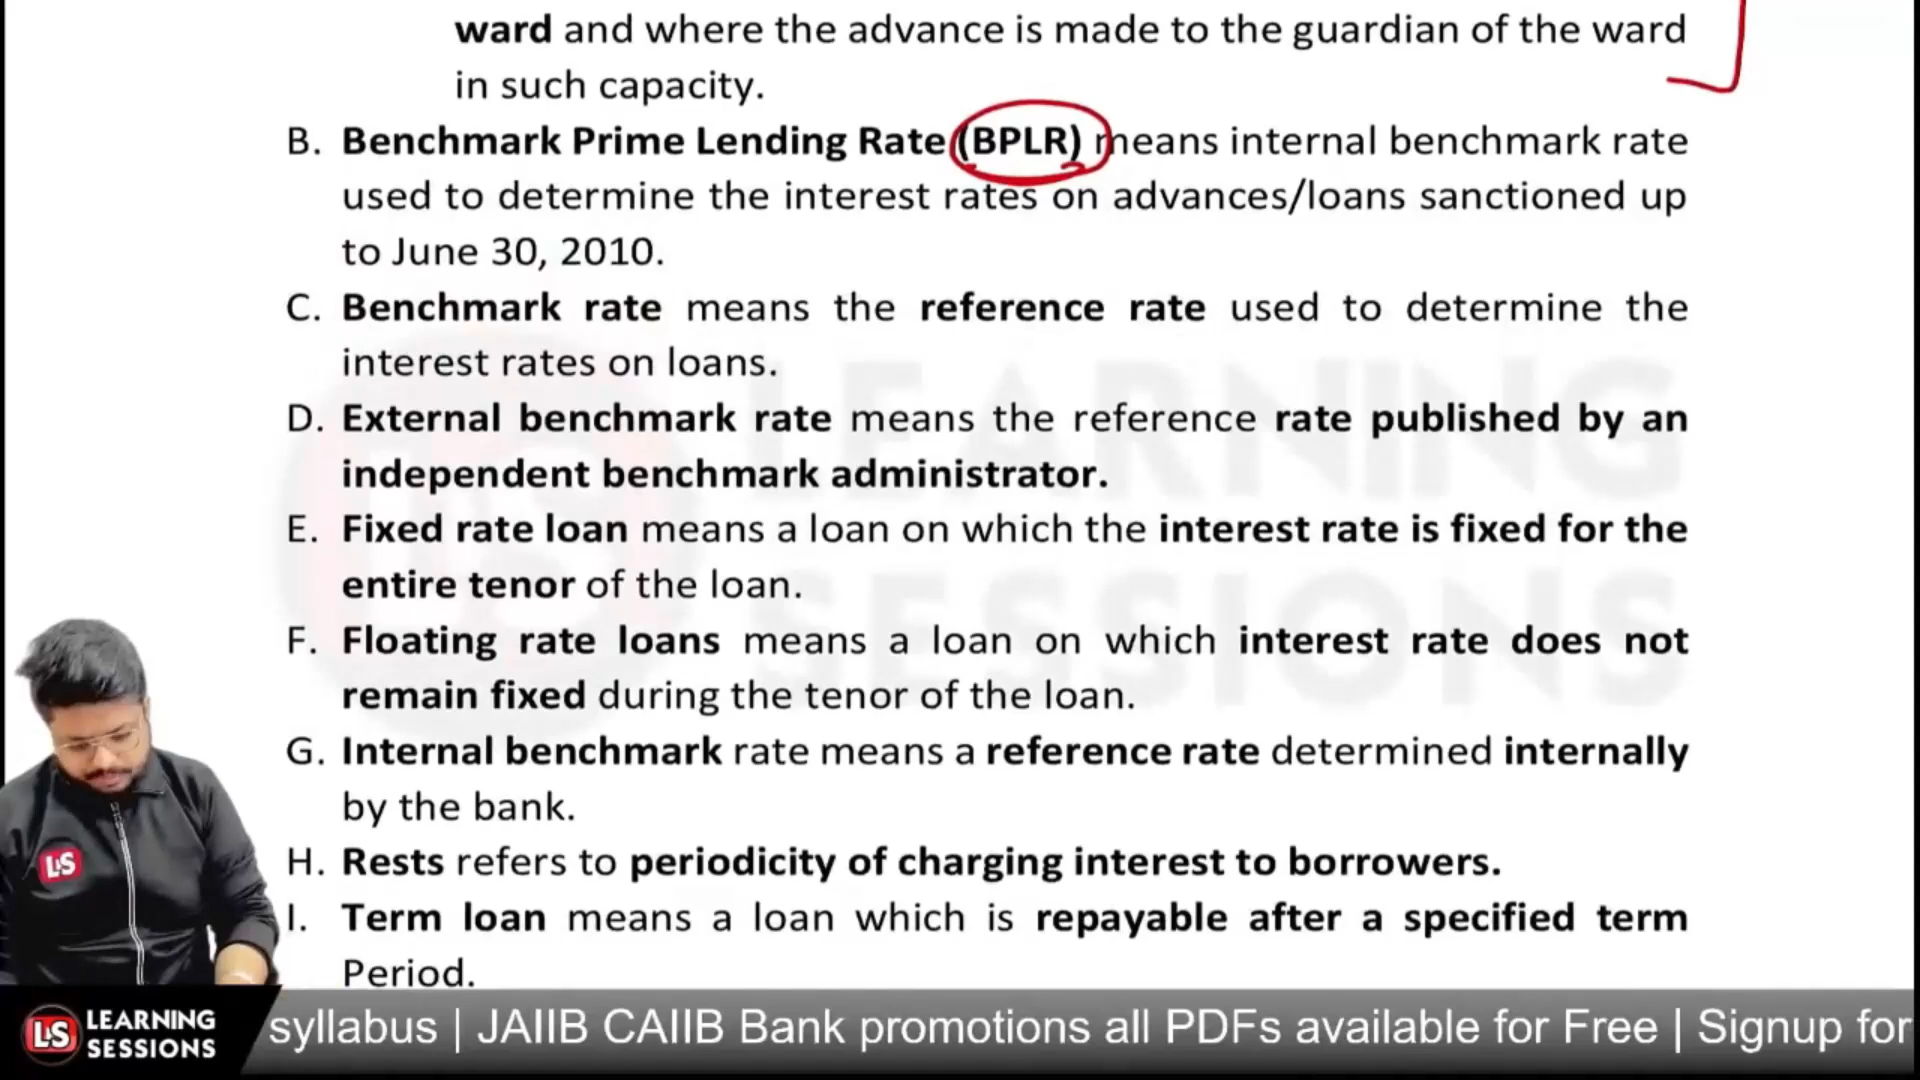 ward and where the advance is made to the guardian of the ward
in such capacity.
B. Benchmark Prime Lending Rate (BPLR) means internal benchmark rate
used to determine the interest rates on advances/loans sanctioned up
to June 30, 2010.
C. Benchmark rate means the reference rate used to determine the
interest rates on loans.
D. External benchmark rate means the reference rate published by an
independent benchmark administrator.
E. Fixed rate loan means a loan on which the interest rate is fixed for the
entire tenor of the loan.
F. Floating rate loans means a loan on which interest rate does not
remain fixed during the tenor of the loan.
G. Internal benchmark rate means a reference rate determined internally
by the bank.
H. Rests refers to periodicity of charging interest to borrowers.
I. Term loan means a loan which is repayable after a specified term
Period.
LEARNING
SESSIONS
LS
LS LEARNING
SESSIONS
syllabus | JAIIB CAIIB Bank promotions all PDFs available for Free | Signup for